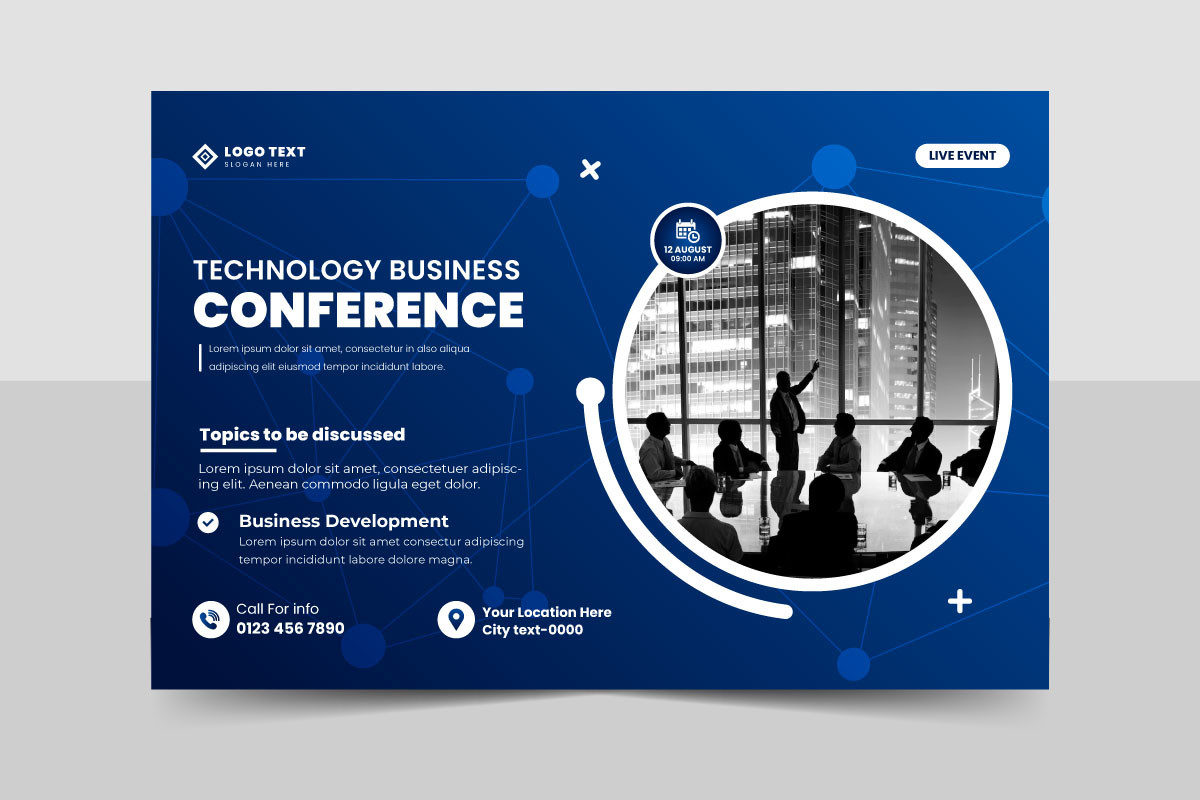 LOGO TEXT
SLOGAN HERE
LIVE EVENT
12 AUGUST
09:00 AM
TECHNOLOGY BUSINESS
CONFERENCE
Lorem ipsum dolor sit amet, consectetur in also aliqua
adipiscing elit eiusmod tempor incididunt labore.
Topics to be discussed
Lorem ipsum dolor sit amet, consectetuer adipisc-
ing elit. Aenean commodo ligula eget dolor.
Business Development
Lorem ipsum dolor sit amet consectur adipiscing
tempor incididunt labore dolore magna.
Call For info
0123 456 7890
Your Location Here
City text-0000